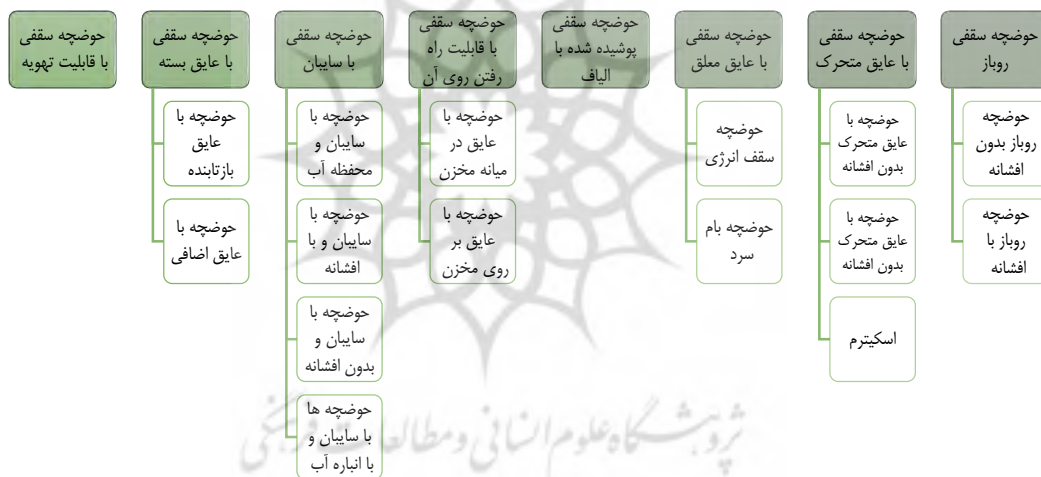 حوضچه سقفی
روباز
حوضچه
روباز بدون
افشانه
حوضچه
روباز با
افشانه
حوضچه سقفی
با عایق متحرک
حوضچه با
عایق متحرک
بدون افشانه
حوضچه با
عایق متحرک
بدون افشانه
اسکیترم
حوضچه سقفی
با عایق معلق
حوضچه
سقف انرژی
حوضچه بام
سرد
حوضچه سقفی
پوشیده شده با
الیاف
حوضچه سقفی
با قابلیت راه
رفتن روی آن
حوضچه با
عایق در
میانه مخزن
حوضچه با
عایق بر
روی مخزن
حوضچه سقفی
با سایبان
حوضچه با
سایبان و
محفظه آب
حوضچه با
سایبان و با
افشانه
حوضچه با
سایبان و
بدون افشانه
حوضچه ها
با سایبان و
با انباره آب
حوضچه سقفی
با عایق بسته
حوضچه با
عایق
بازتابنده
حوضچه با
عایق اضافی
حوضچه سقفی
با قابلیت تهویه
پژوهشگاه علوم انسانی و مطالعات فرهنگی